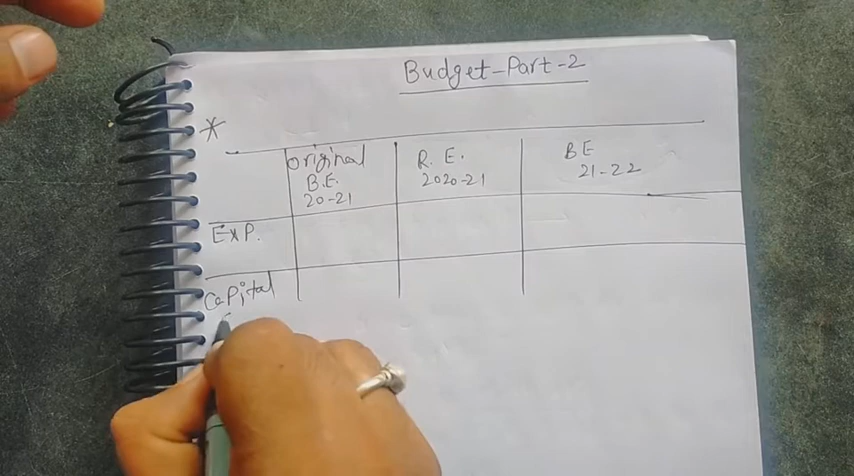 Budget-Part-2
*
original
B.E.
20-21
R. E.
2020-21
BE
21-22
Exp.
Capital